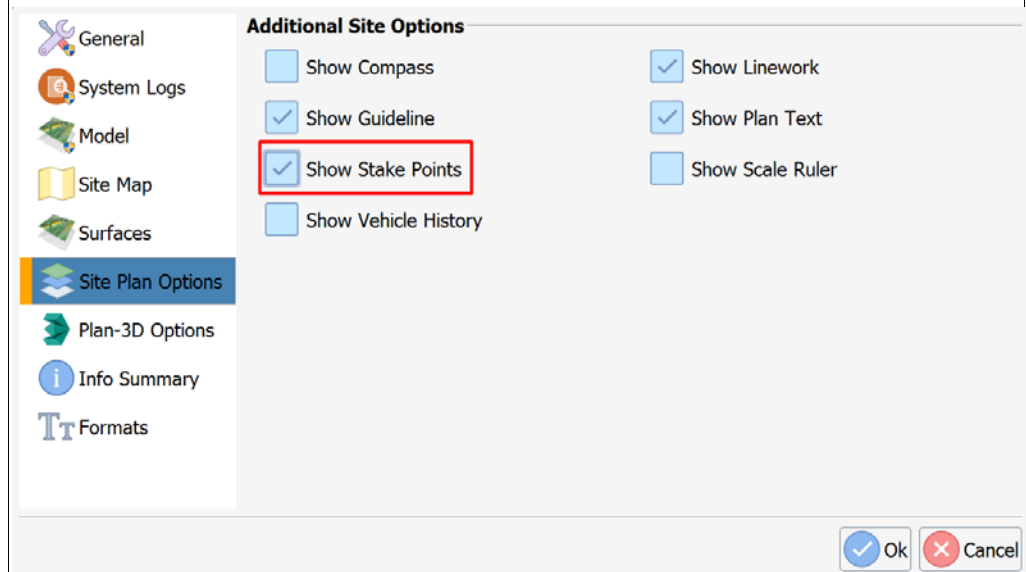 General
System Logs
Model
Site Map
Surfaces
Site Plan Options
Plan-3D Options
Info Summary
Formats
Additional Site Options
Show Compass
Show Linework
Show Guideline
Show Plan Text
Show Stake Points
Show Scale Ruler
Show Vehicle History
Ok
Cancel